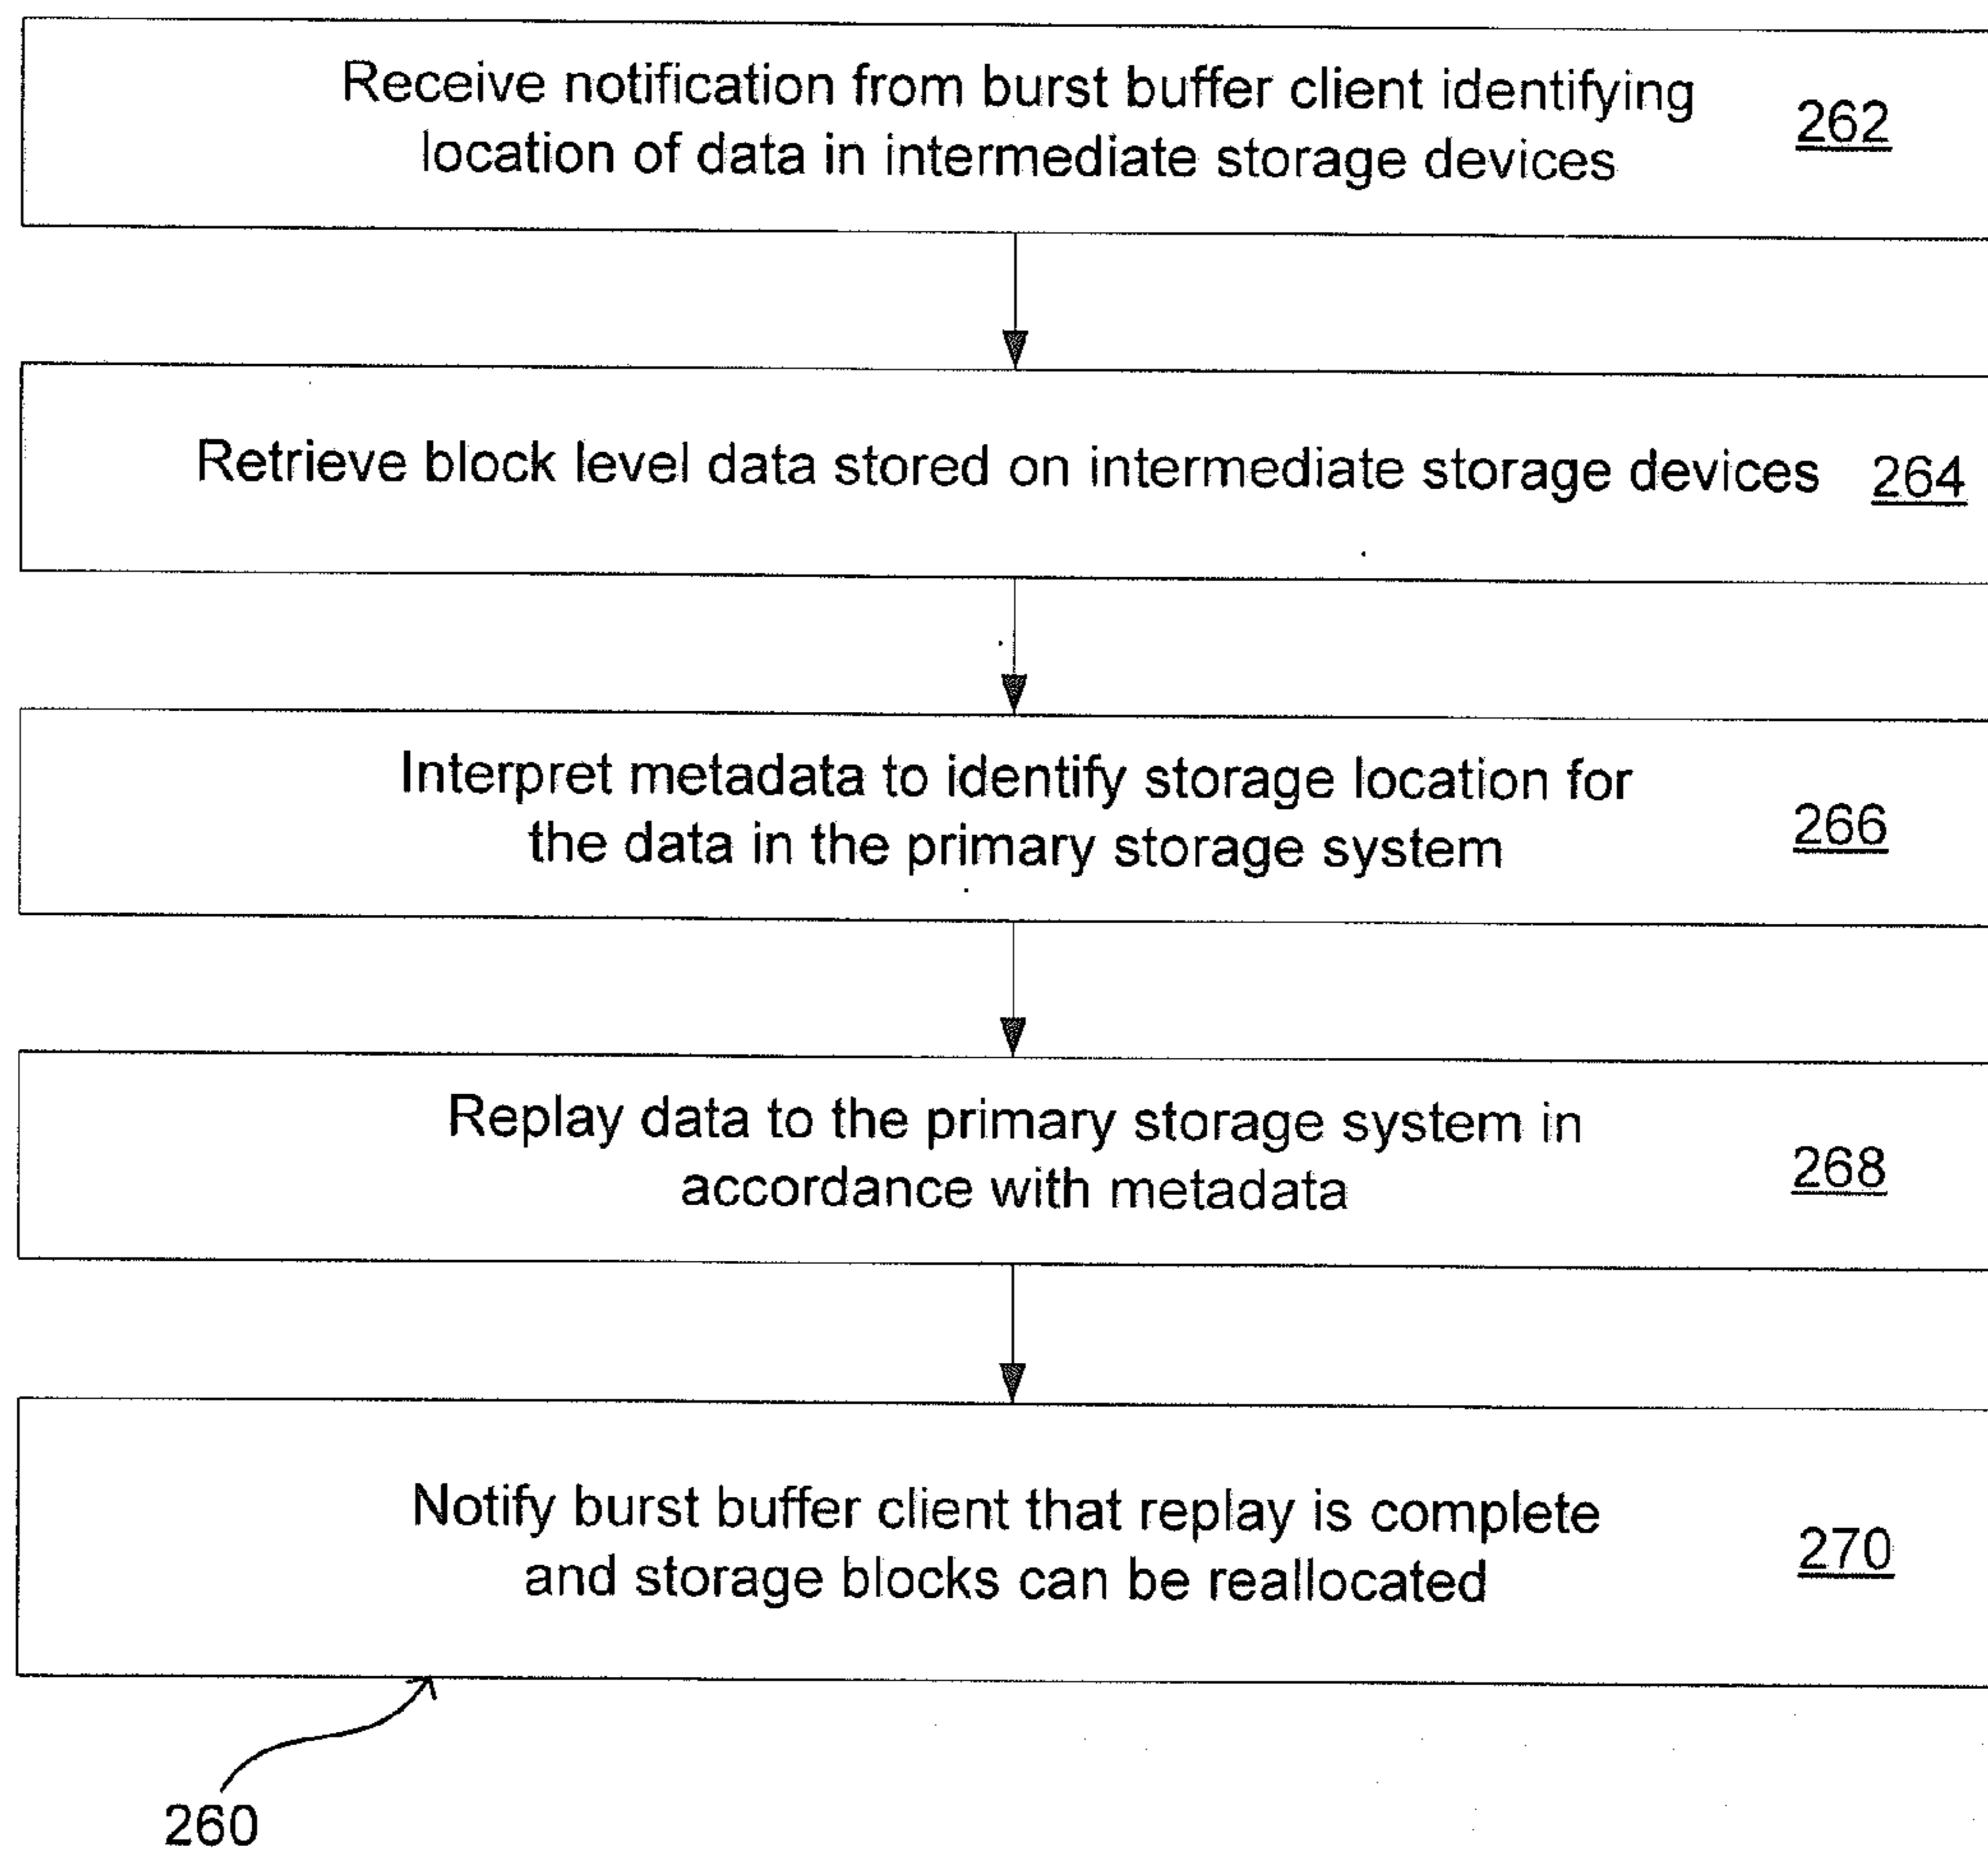 Receive notification from burst buffer client identifying
location of data in intermediate storage devices
262
Retrieve block level data stored on intermediate storage devices 264
Interpret metadata to identify storage location for
the data in the primary storage system
266
Replay data to the primary storage system in
accordance with metadata
268
Notify burst buffer client that replay is complete
and storage blocks can be reallocated
270
260